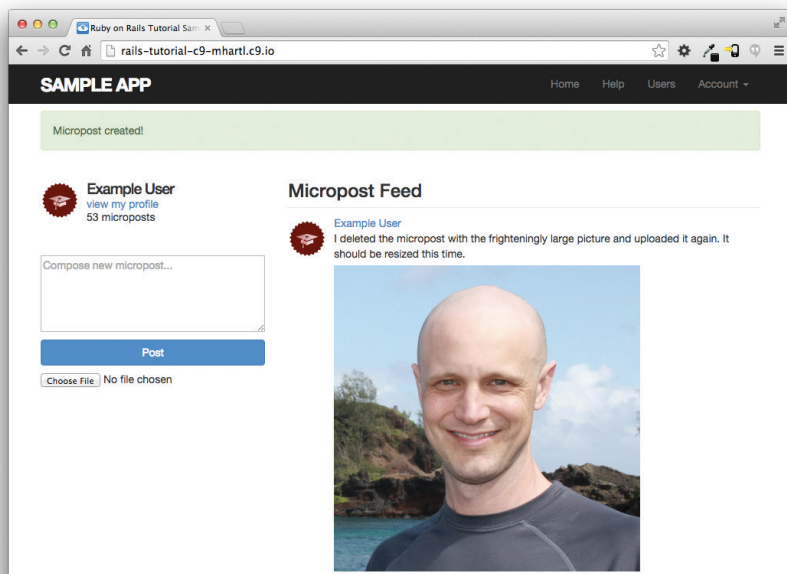 Ruby on Rails Tutorial Sam
rails-tutorial-c9-mhartl.c9.io
SAMPLE APP
Home Help Users Account
Micropost created!
Example User
view my profile
53 microposts
Compose new micropost...
Post
Choose File No file chosen
Micropost Feed
Example User
I deleted the micropost with the frighteningly large picture and uploaded it again. It
should be resized this time.